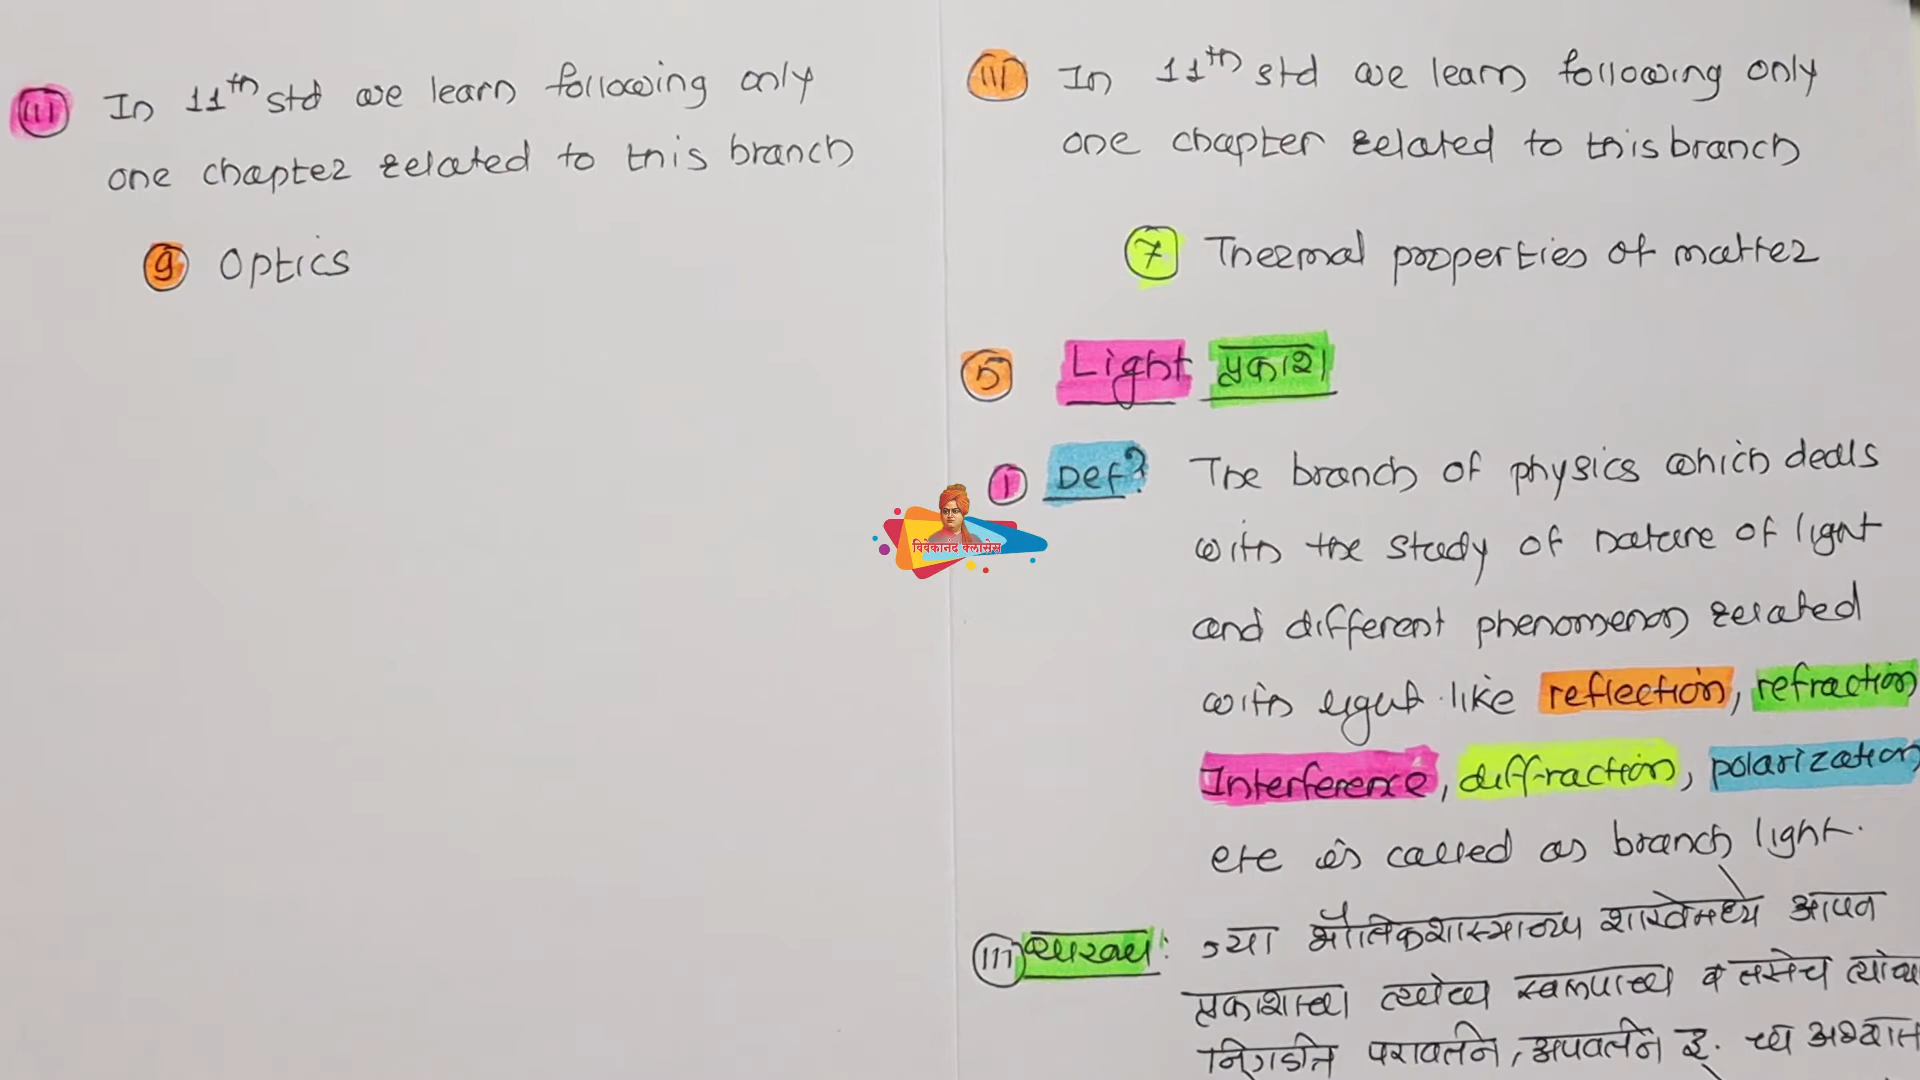 (III) In 11th std we learn following only
one chapter related to this branch
9 Optics
(III) In 11th std we learn following only
one chapter related to this branch
7 Thermal properties of matter
5 Light प्रकाश
1 Def? The branch of physics which deals
with the study of nature of light
and different phenomenon related
with light like reflection, refraction
Interference, diffraction, polarization
etc is called as branch light.
(III) व्याख्या : ज्या भौतिकशास्त्राच्या शाखेमध्ये आपन
प्रकाशाच्या त्याचे स्वरूपाच्या व तसेच
निगडीत परावर्तन, अपवर्तन इ. च्या अभ्यास
विवेकानंद क्लासेस